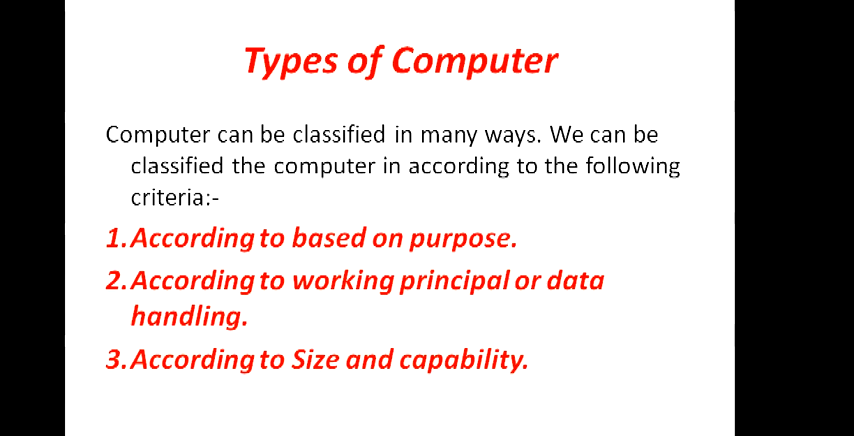 Types of Computer
Computer can be classified in many ways. We can be
classified the computer in according to the following
criteria:-
1.According to based on purpose.
2.According to working principal or data
handling.
3.According to Size and capability.